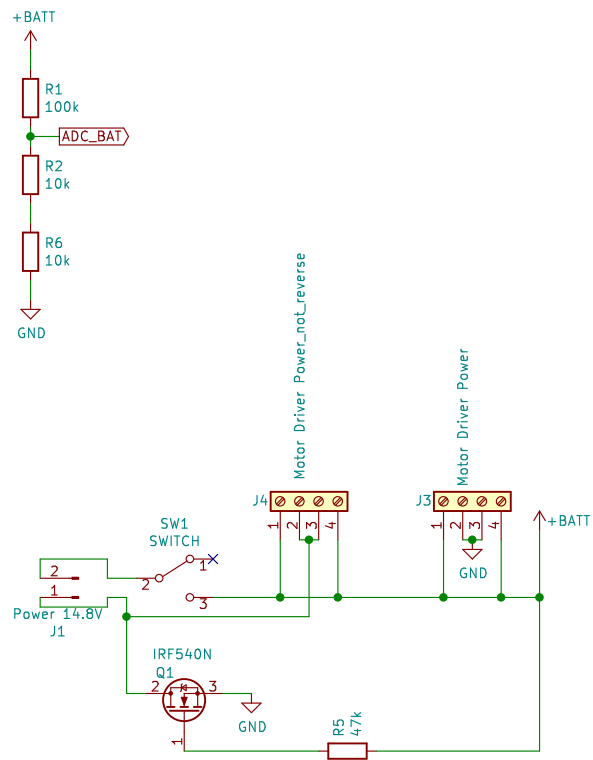 +BATT
R1
100k
ADC_BAT
R2
10k
R6
10k
GND
Motor Driver Power_not_reverse
Motor Driver Power
J4
1
2
3
4
J3
1
2
3
4
+BATT
GND
SW1
SWITCH
1
2
3
2
1
Power 14.8V
J1
IRF540N
Q1
2
3
1
GND
R5
47k